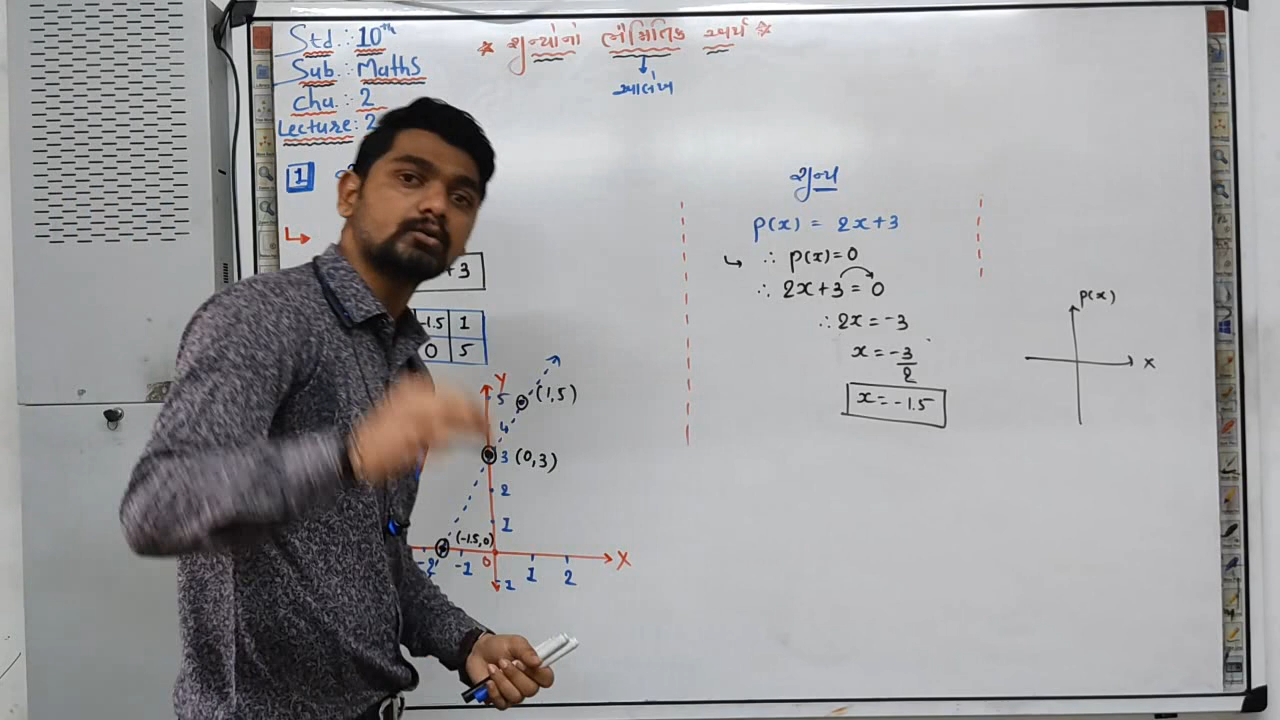 Std. : 10th
Sub. : Maths
Chu. : 2
Lecture : 2
* શૂન્યોનો ભૌમિતિક અર્થ *
આલેખ
1
+3
-1.5 1
0 5
Y
5 (1,5)
4
3 (0,3)
2
1
(-1.5,0)
-2 -1 0 1 2 X
-1
શૂન્ય
p(x) = 2x+3
∴ p(x)=0
∴ 2x+3 = 0
∴ 2x = -3
x = -3/2
x = -1.5
p(x)
x